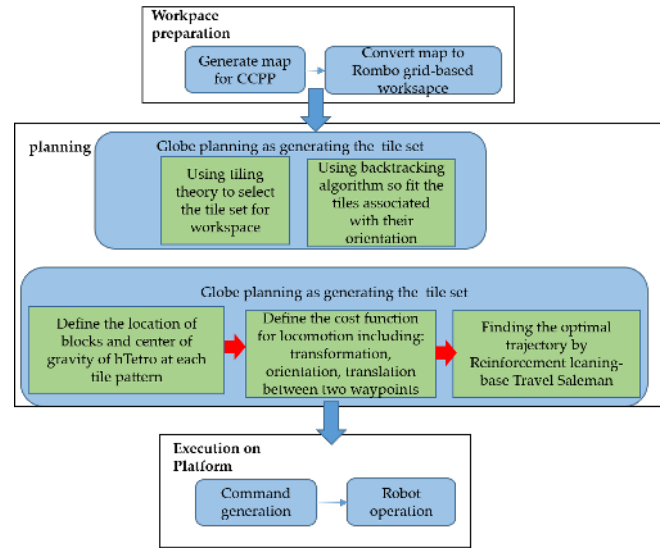 Workpace
preparation
Generate map
for CCPP
Convert map to
Rombo grid-based
worksapce
planning
Globe planning as generating the tile set
Using tiling
theory to select
the tile set for
workspace
Using backtracking
algorithm so fit the
tiles associated
with their
orientation
Globe planning as generating the tile set
Define the location of
blocks and center of
gravity of hTetro at each
tile pattern
Define the cost function
for locomotion including:
transformation,
orientation, translation
between two waypoints
Finding the optimal
trajectory by
Reinforcement leaning-
base Travel Saleman
Execution on
Platform
Command
generation
Robot
operation